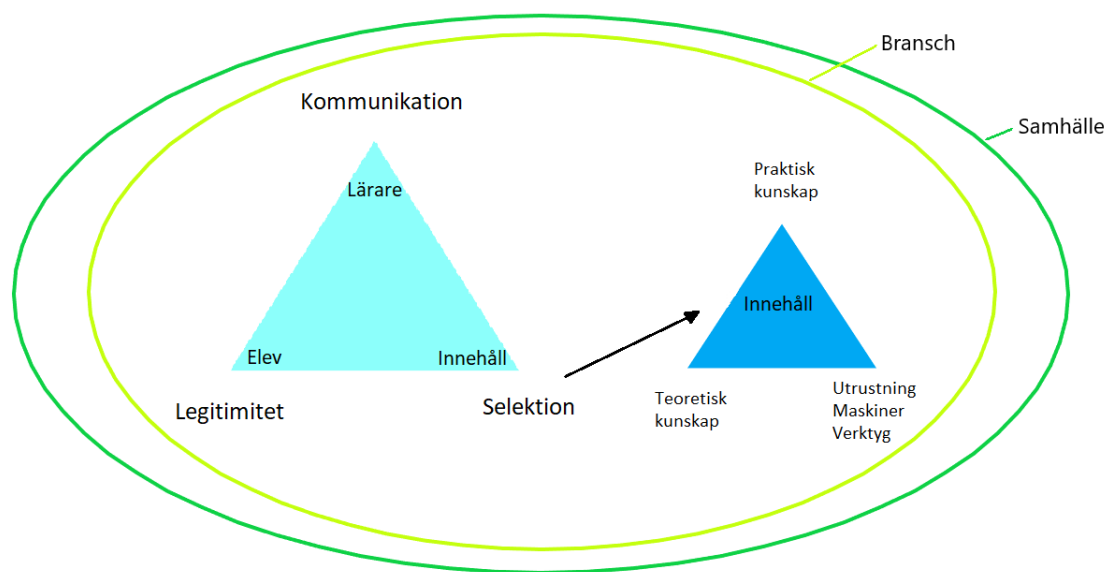 Bransch
Samhälle
Kommunikation
Lärare
Elev
Innehåll
Legitimitet
Selektion
Praktisk
kunskap
Innehåll
Teoretisk
kunskap
Utrustning
Maskiner
Verktyg